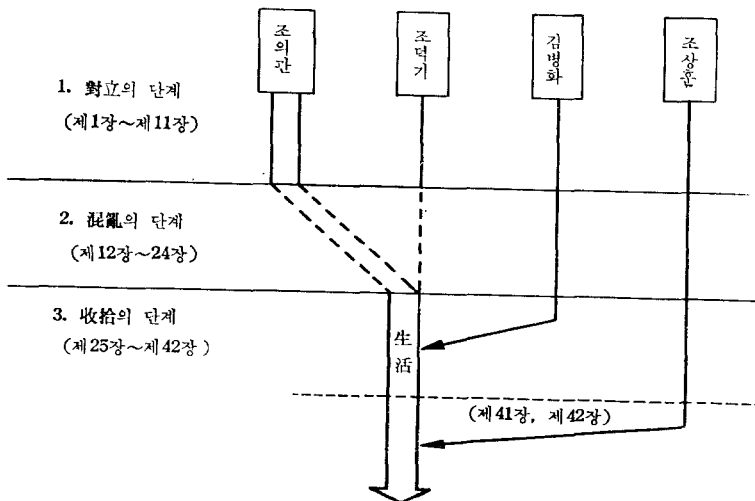 조의관
조덕기
김병화
조상훈
1. 對立의 단계
(제1장～제11장)
2. 混亂의 단계
(제12장～24장)
3. 收拾의 단계
(제25장～제42장)
生活
(제41장, 제42장)